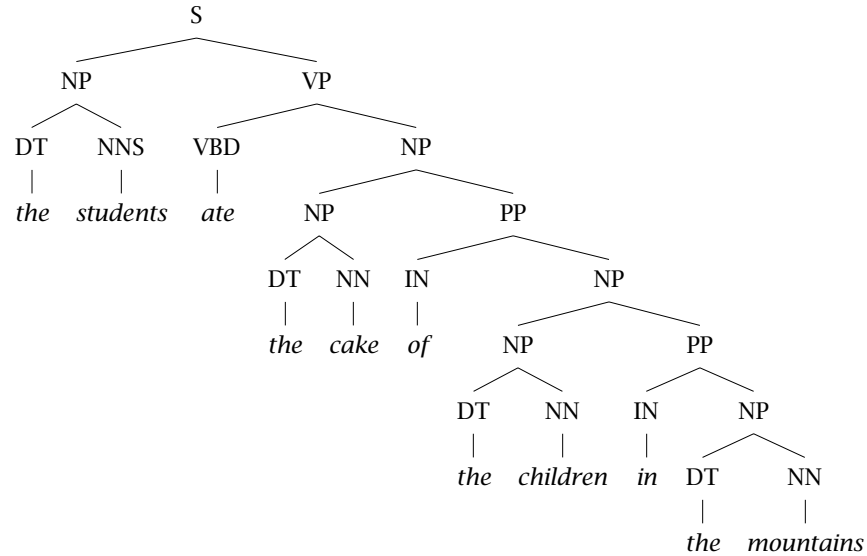 S
NP VP
DT NNS VBD NP
the students ate NP PP
DT NN IN NP
the cake of NP PP
DT NN IN NP
the children in DT NN
the mountains